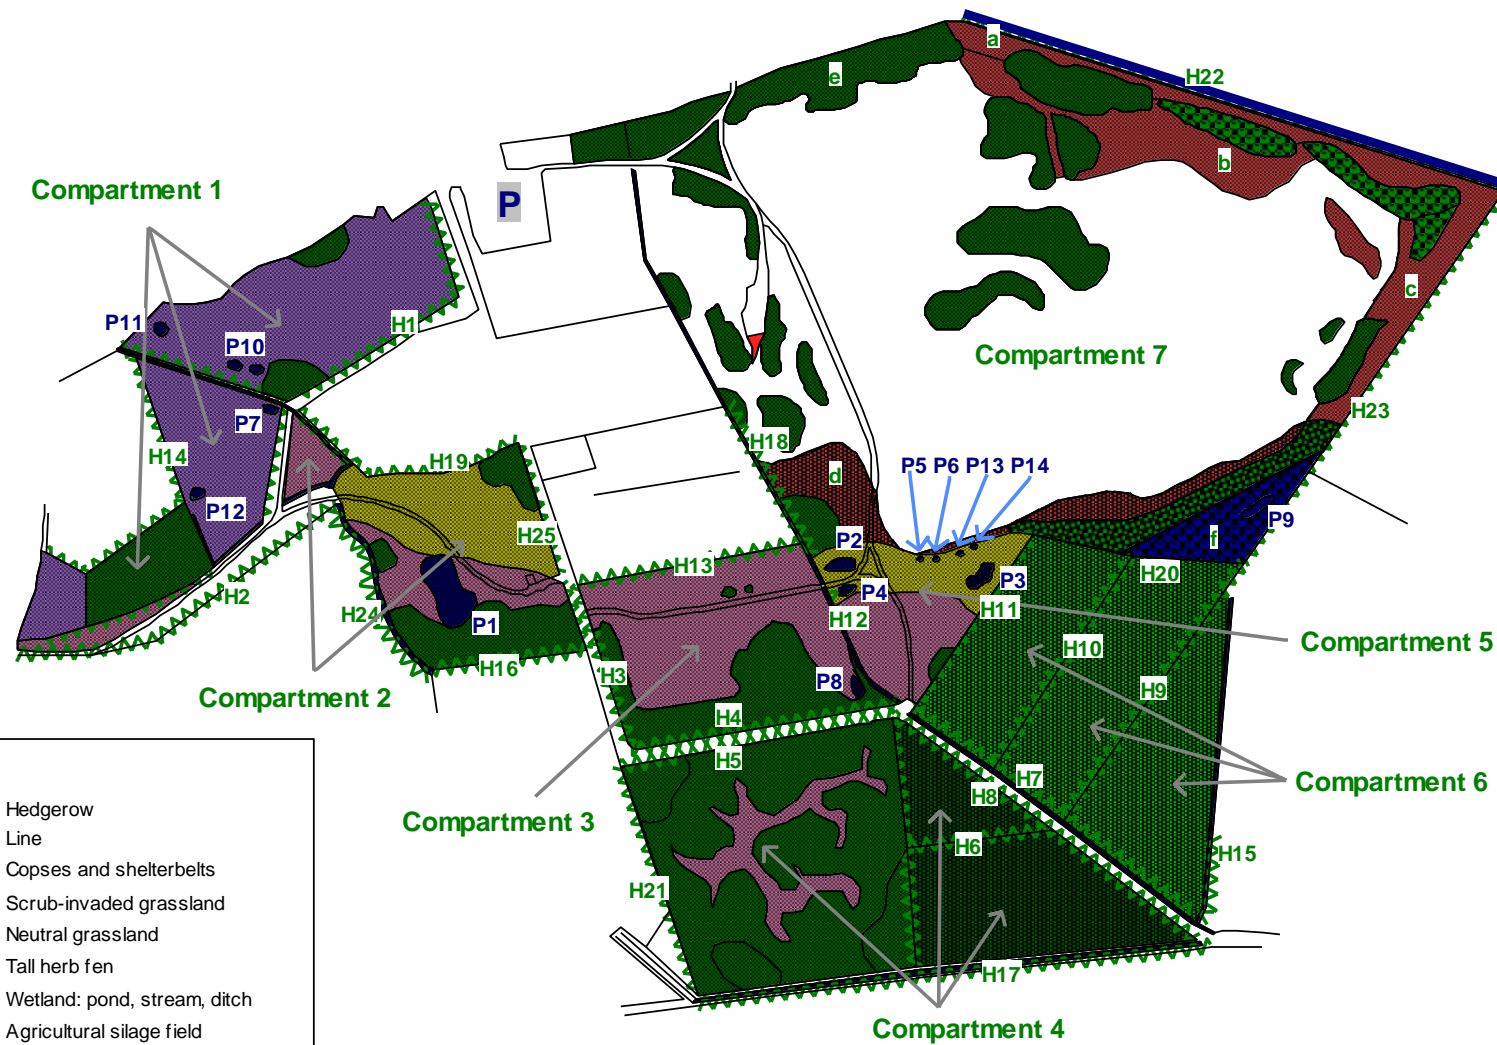 a
H22
e
b
Compartment 1
P
c
P11
H1
P10
Compartment 7
P7
H23
H18
H14
H19
d
P5 P6 P13 P14
P12
H25
P9
f
P2
H13
H20
H2
H24
P4
P3
H11
P1
H12
Compartment 5
H10
H16
H3
P8
H9
Compartment 2
H4
H5
H7
H8
Compartment 6
Compartment 3
H6
H15
H21
H17
Compartment 4
Hedgerow
Line
Copses and shelterbelts
Scrub-invaded grassland
Neutral grassland
Tall herb fen
Wetland: pond, stream, ditch
Agricultural silage field